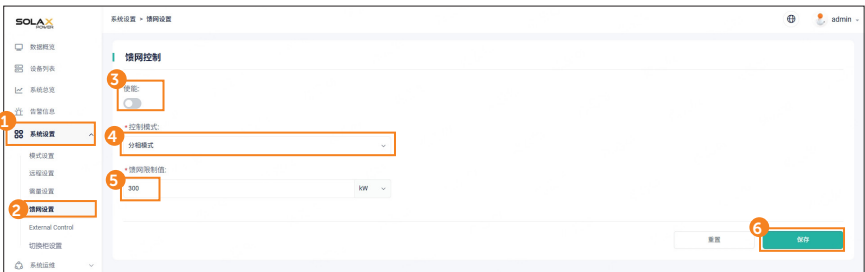 SOLAX
POWER
系统设置 > 馈网设置
admin
数据概览
设备列表
系统总览
告警信息
1
系统设置
模式设置
远程设置
需量设置
2
馈网设置
External Control
切换柜设置
系统运维
馈网控制
3
使能:
4
*控制模式:
分相模式
*馈网限制值:
5
300
kW
重置
6
保存